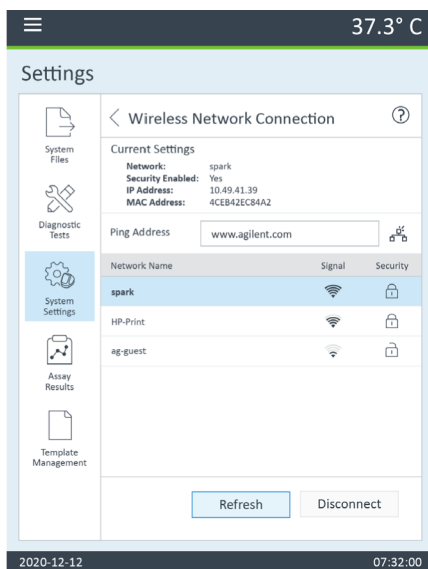 37.3° C
Settings
System
Files
Diagnostic
Tests
System
Settings
Assay
Results
Template
Management
Wireless Network Connection
?
Current Settings
Network: spark
Security Enabled: Yes
IP Address: 10.49.41.39
MAC Address: 4CEB42EC84A2
Ping Address www.agilent.com
Network Name Signal Security
spark
HP-Print
ag-guest
Refresh Disconnect
2020-12-12 07:32:00